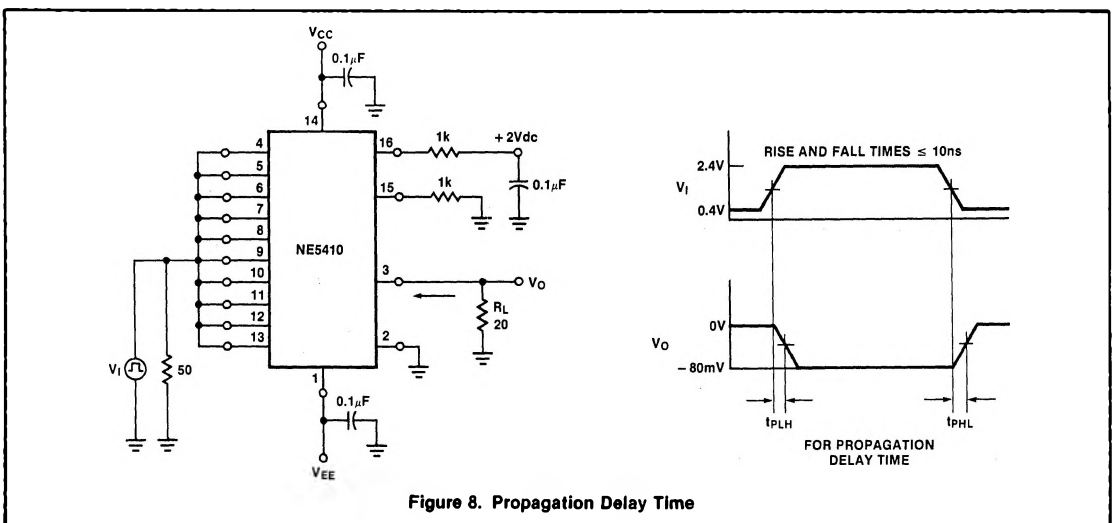 VCC
0.1μF
14
4
5
6
7
8
9
10
11
12
13
NE5410
16
1k
+2Vdc
0.1μF
15
1k
3
VO
RL
20
2
VI
50
1
0.1μF
VEE
RISE AND FALL TIMES ≤ 10ns
2.4V
VI
0.4V
0V
VO
–80mV
tPLH
tPHL
FOR PROPAGATION
DELAY TIME
Figure 8. Propagation Delay Time